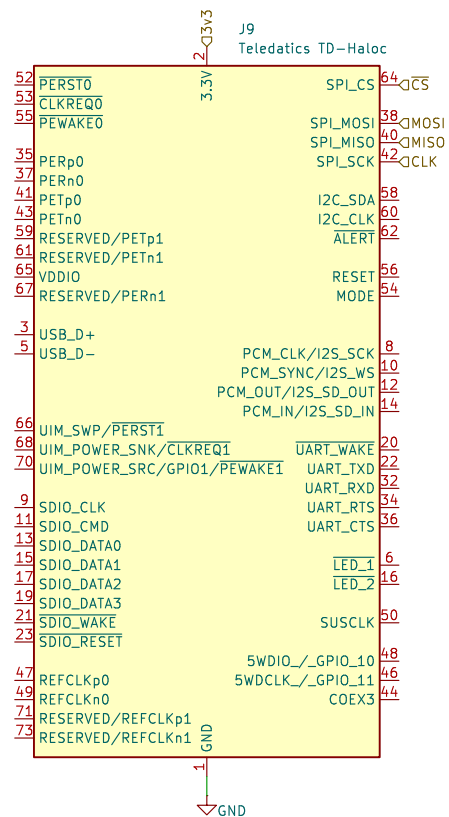 3v3
J9
Teledatics TD-Haloc
2
3.3V
52 PERST0 SPI_CS 64 CS
53 CLKREQ0
55 PEWAKE0 SPI_MOSI 38 MOSI
SPI_MISO 40 MISO
35 PERp0 SPI_SCK 42 CLK
37 PERn0
41 PETp0 I2C_SDA 58
43 PETn0 I2C_CLK 60
59 RESERVED/PETp1 ALERT 62
61 RESERVED/PETn1
65 VDDIO RESET 56
67 RESERVED/PERn1 MODE 54
3 USB_D+
5 USB_D- PCM_CLK/I2S_SCK 8
PCM_SYNC/I2S_WS 10
PCM_OUT/I2S_SD_OUT 12
PCM_IN/I2S_SD_IN 14
66 UIM_SWP/PERST1
68 UIM_POWER_SNK/CLKREQ1 UART_WAKE 20
70 UIM_POWER_SRC/GPIO1/PEWAKE1 UART_TXD 22
UART_RXD 32
9 SDIO_CLK UART_RTS 34
11 SDIO_CMD UART_CTS 36
13 SDIO_DATA0
15 SDIO_DATA1 LED_1 6
17 SDIO_DATA2 LED_2 16
19 SDIO_DATA3
21 SDIO_WAKE SUSCLK 50
23 SDIO_RESET
5WDIO_/_GPIO_10 48
47 REFCLKp0 5WDCLK_/_GPIO_11 46
49 REFCLKn0 COEX3 44
71 RESERVED/REFCLKp1
73 RESERVED/REFCLKn1
GND
1
GND